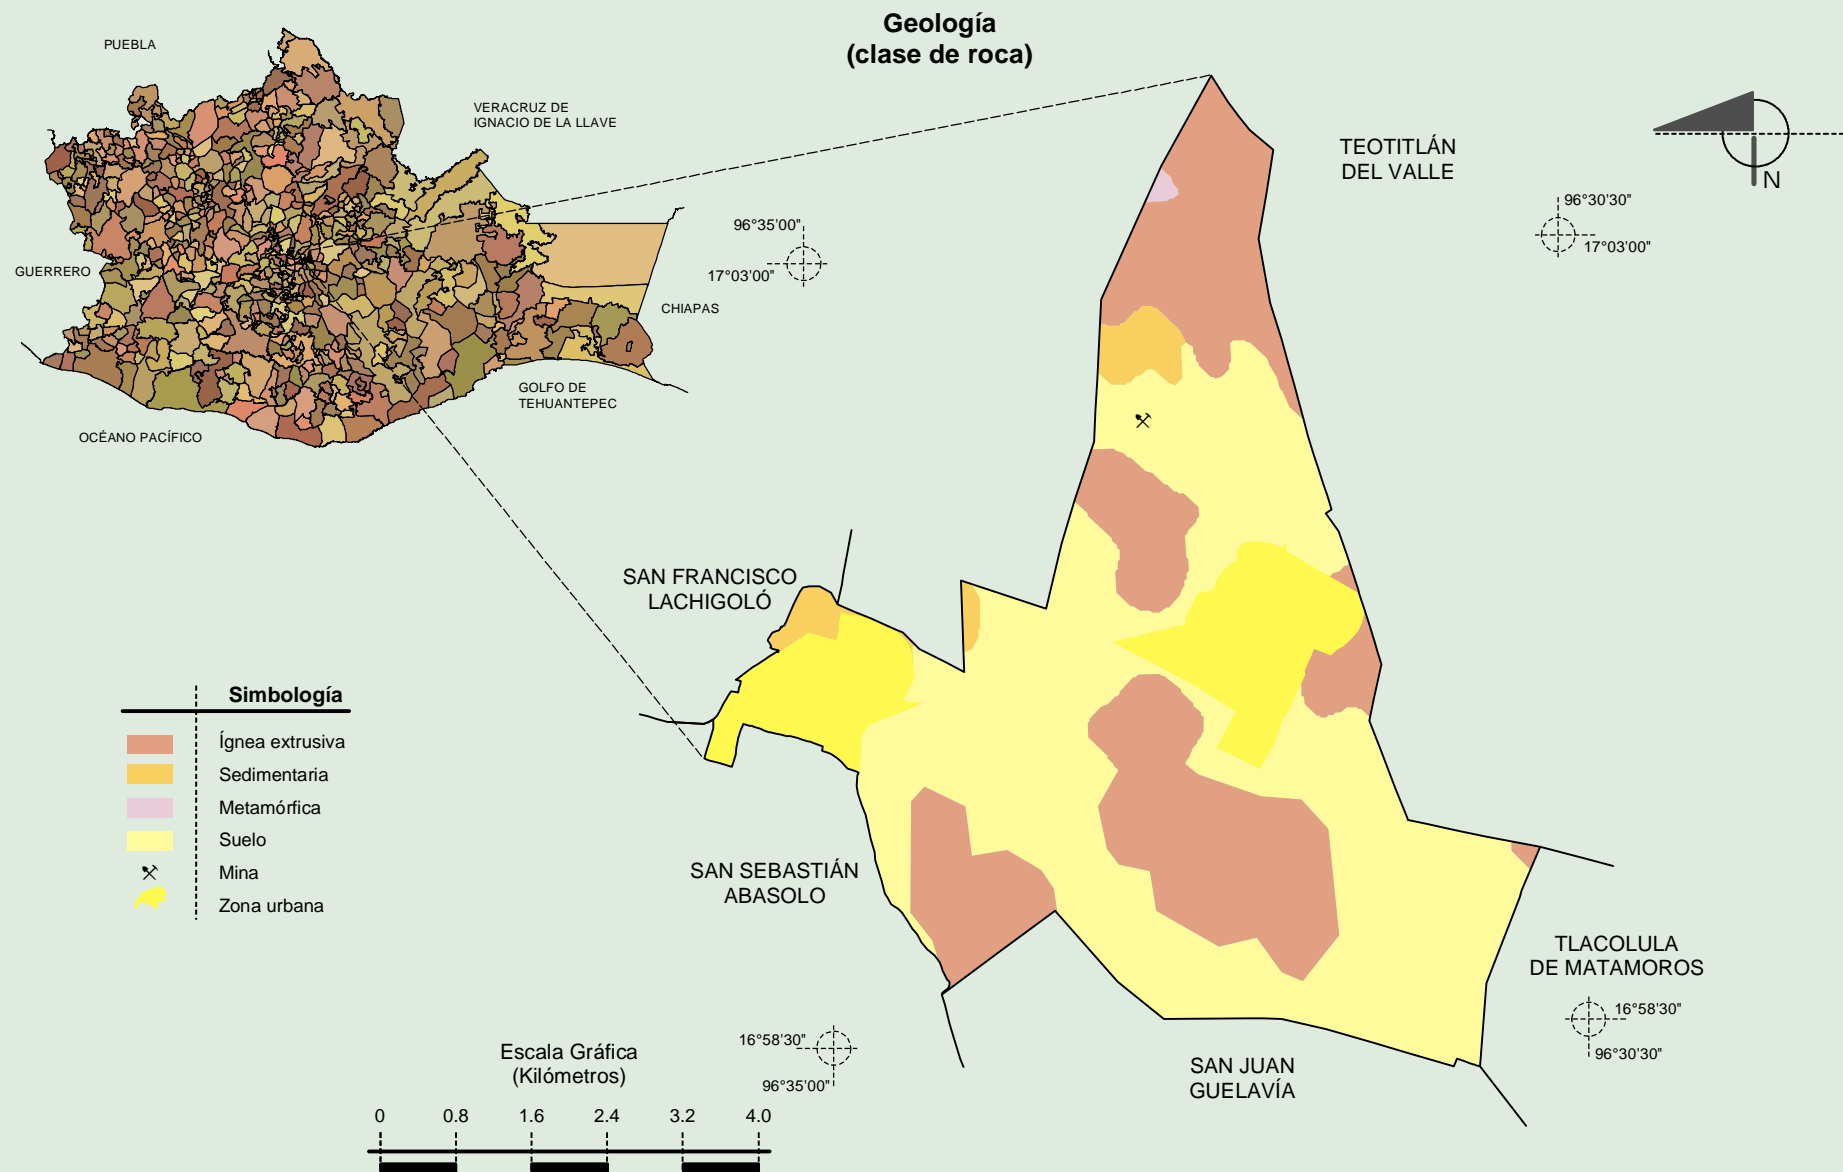 Geología
(clase de roca)
PUEBLA
VERACRUZ DE
IGNACIO DE LA LLAVE
GUERRERO
CHIAPAS
GOLFO DE
TEHUANTEPEC
OCÉANO PACÍFICO
TEOTITLÁN
DEL VALLE
N
96°35'00"
17°03'00"
96°30'30"
17°03'00"
SAN FRANCISCO
LACHIGOLÓ
Simbología
Ígnea extrusiva
Sedimentaria
Metamórfica
Suelo
Mina
Zona urbana
SAN SEBASTIÁN
ABASOLO
TLACOLULA
DE MATAMOROS
16°58'30"
96°30'30"
16°58'30"
96°35'00"
SAN JUAN
GUELAVÍA
Escala Gráfica
(Kilómetros)
0 0.8 1.6 2.4 3.2 4.0